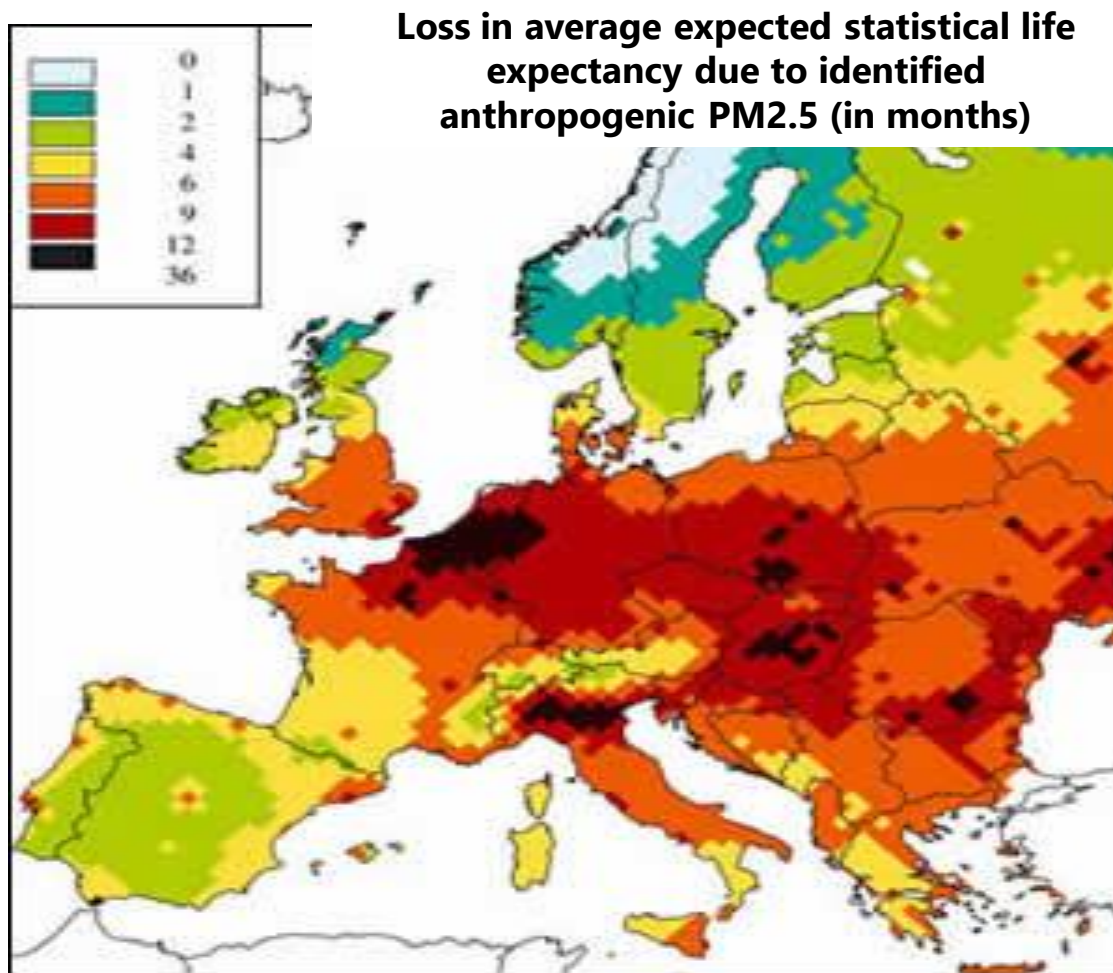 Loss in average expected statistical life
expectancy due to identified
anthropogenic PM2.5 (in months)
0
1
2
4
6
9
12
36